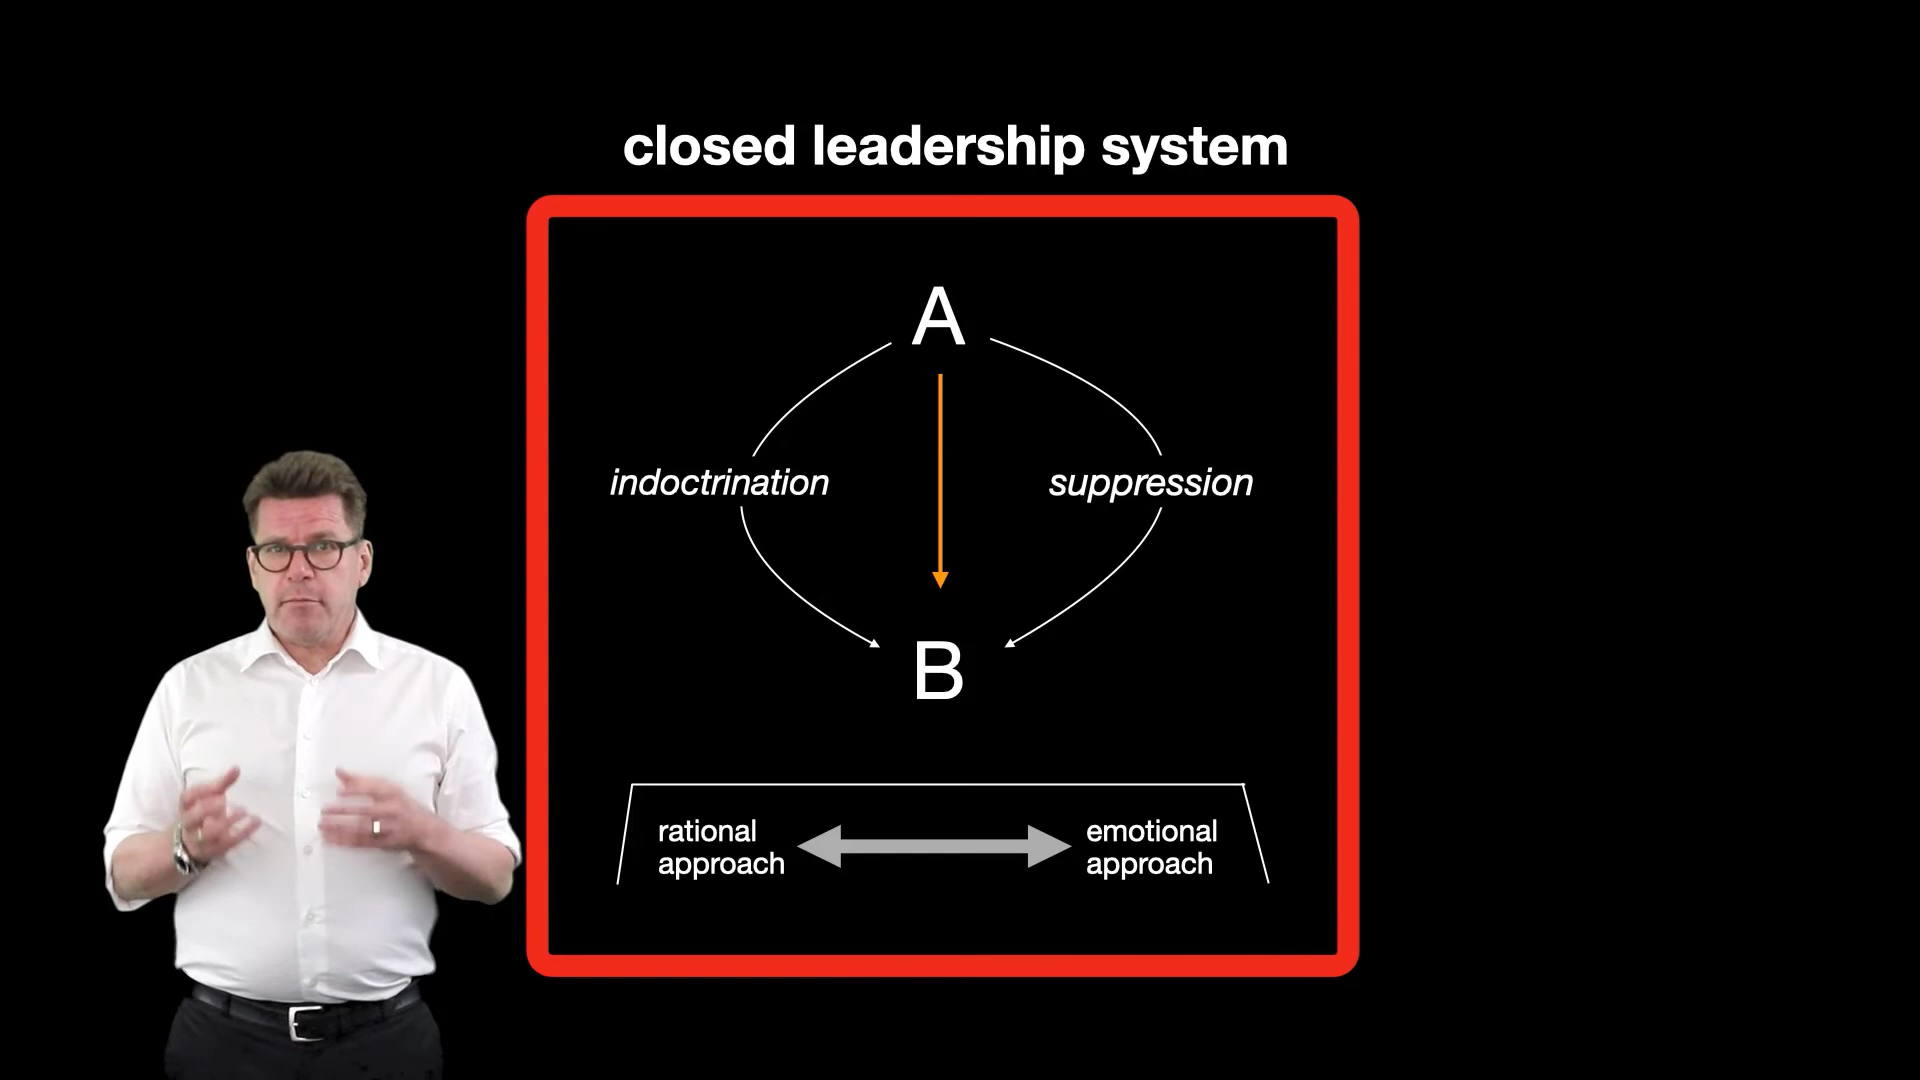 closed leadership system
A
indoctrination
suppression
B
rational
approach
emotional
approach